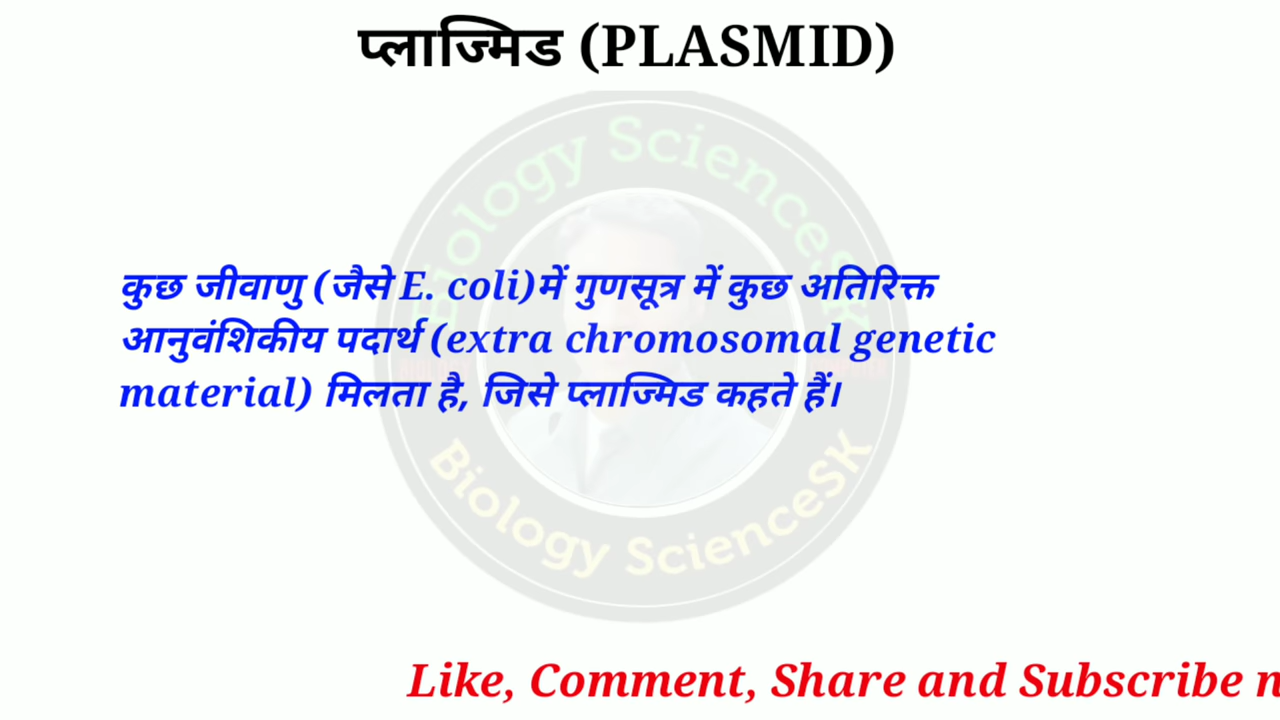 प्लाज्मिड (PLASMID)
Biology ScienceSK
कुछ जीवाणु (जैसे E. coli)में गुणसूत्र में कुछ अतिरिक्त
आनुवंशिकीय पदार्थ (extra chromosomal genetic
material) मिलता है, जिसे प्लाज्मिड कहते हैं।
Biology ScienceSK
Like, Comment, Share and Subscribe